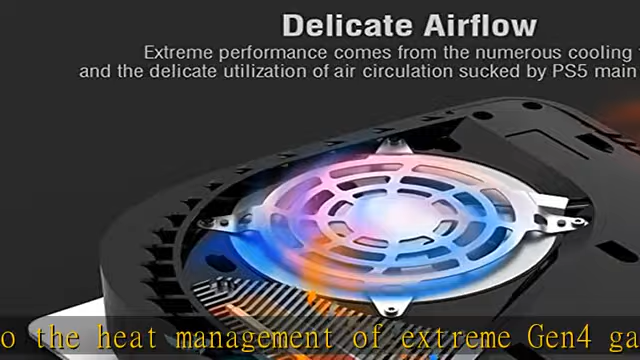 Delicate Airflow
Extreme performance comes from the numerous cooling
and the delicate utilization of air circulation sucked by PS5 main
o the heat management of extreme Gen4 ga